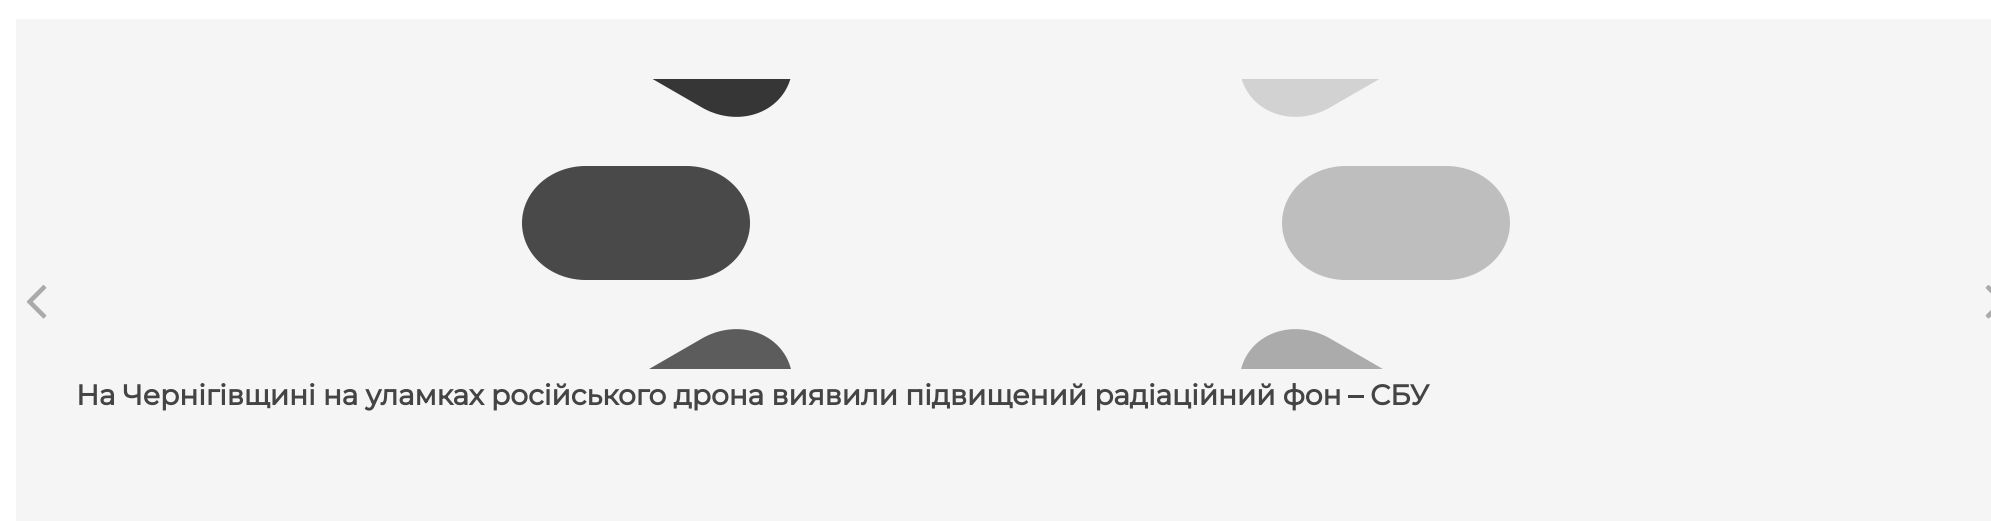 На Чернігівщині на уламках російського дрона виявили підвищений радіаційний фон – СБУ